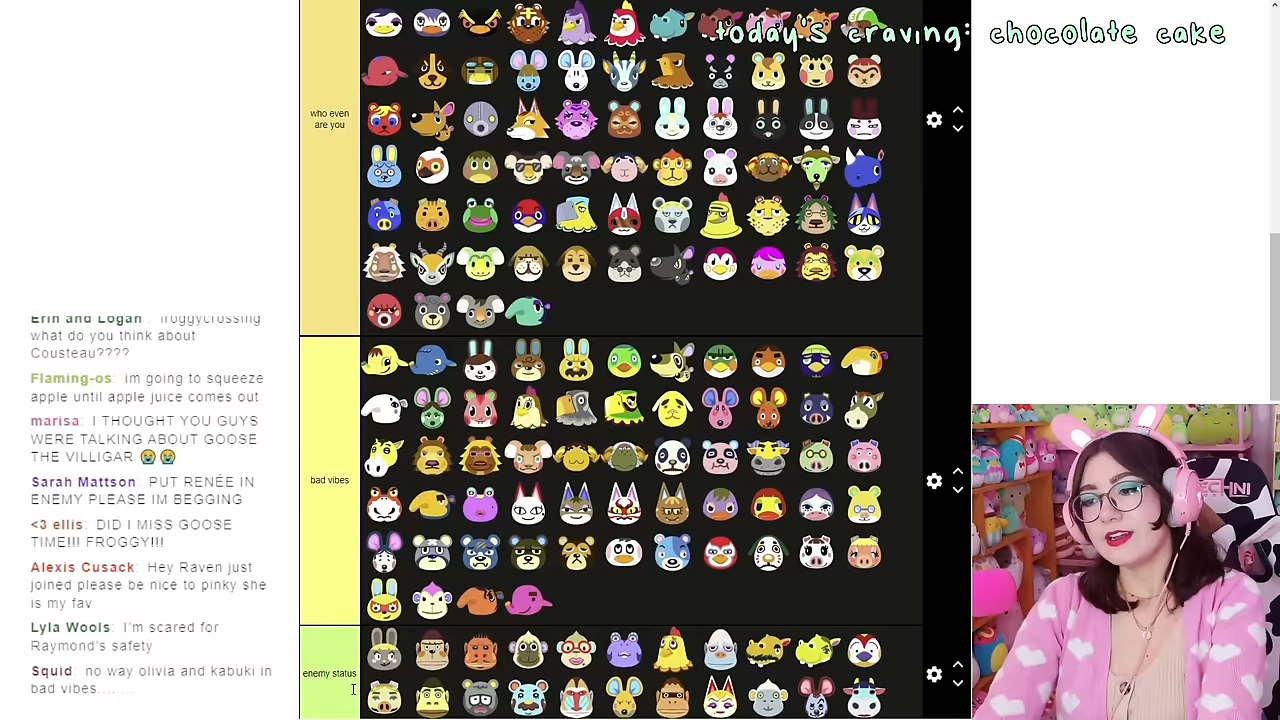 today's craving: chocolate cake
who even
are you
bad vibes
enemy status
Erin and Logan : froggycrossing
what do you think about
Cousteau????
Flaming-os: im going to squeeze
apple until apple juice comes out
marisa: I THOUGHT YOU GUYS
WERE TALKING ABOUT GOOSE
THE VILLIGAR 😭 😭
Sarah Mattson: PUT RENÉE IN
ENEMY PLEASE IM BEGGING
<3 ellis: DID I MISS GOOSE
TIME!!! FROGGY!!!
Alexis Cusack: Hey Raven just
joined please be nice to pinky she
is my fav
Lyla Wools: I'm scared for
Raymond's safety
Squid: no way olivia and kabuki in
bad vibes........